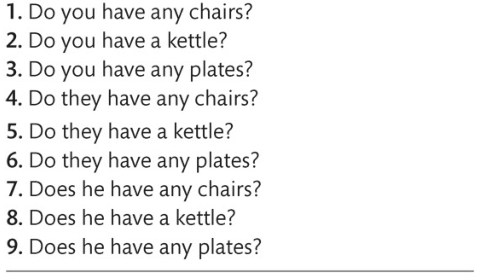 1. Do you have any chairs?
2. Do you have a kettle?
3. Do you have any plates?
4. Do they have any chairs?
5. Do they have a kettle?
6. Do they have any plates?
7. Does he have any chairs?
8. Does he have a kettle?
9. Does he have any plates?